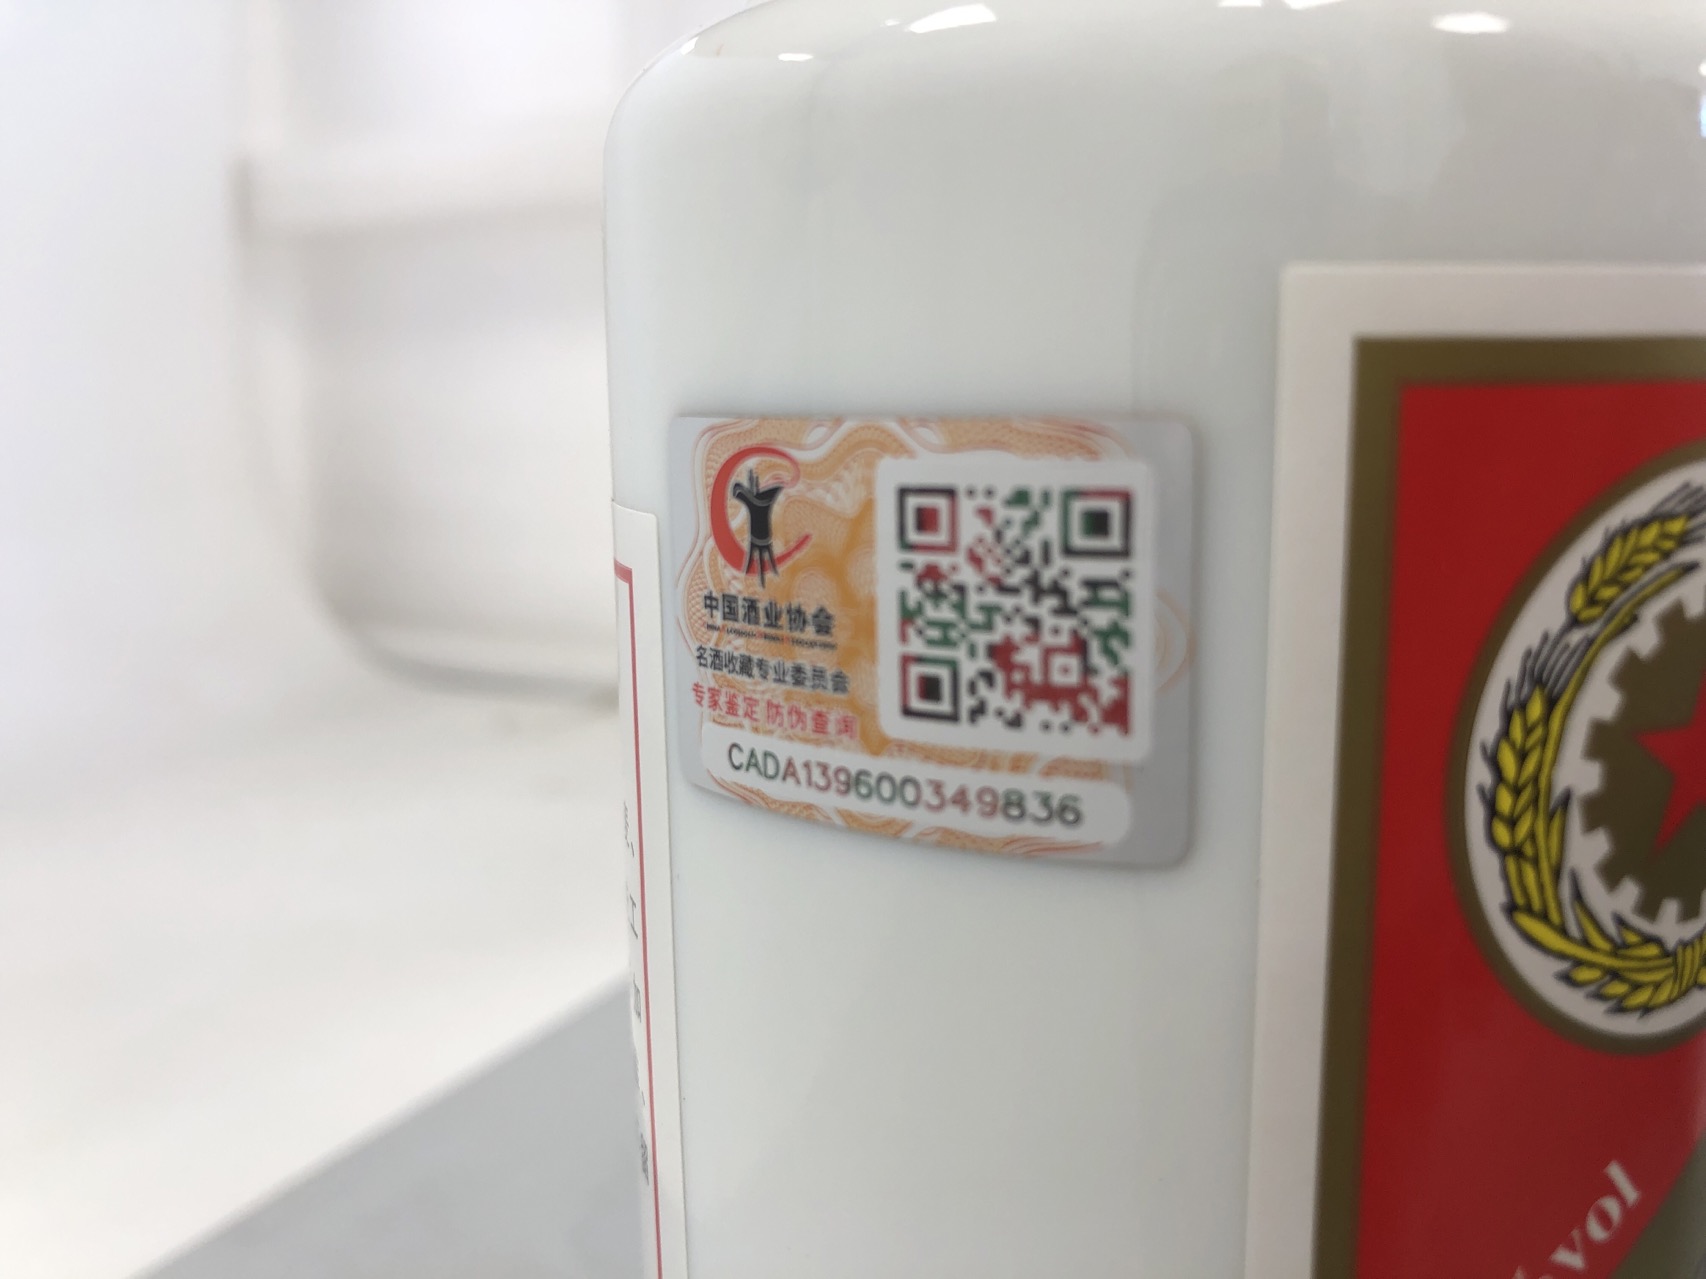 中国酒业协会
名酒收藏专业委员会
专家鉴定 防伪查询
CADA139600349836
vol